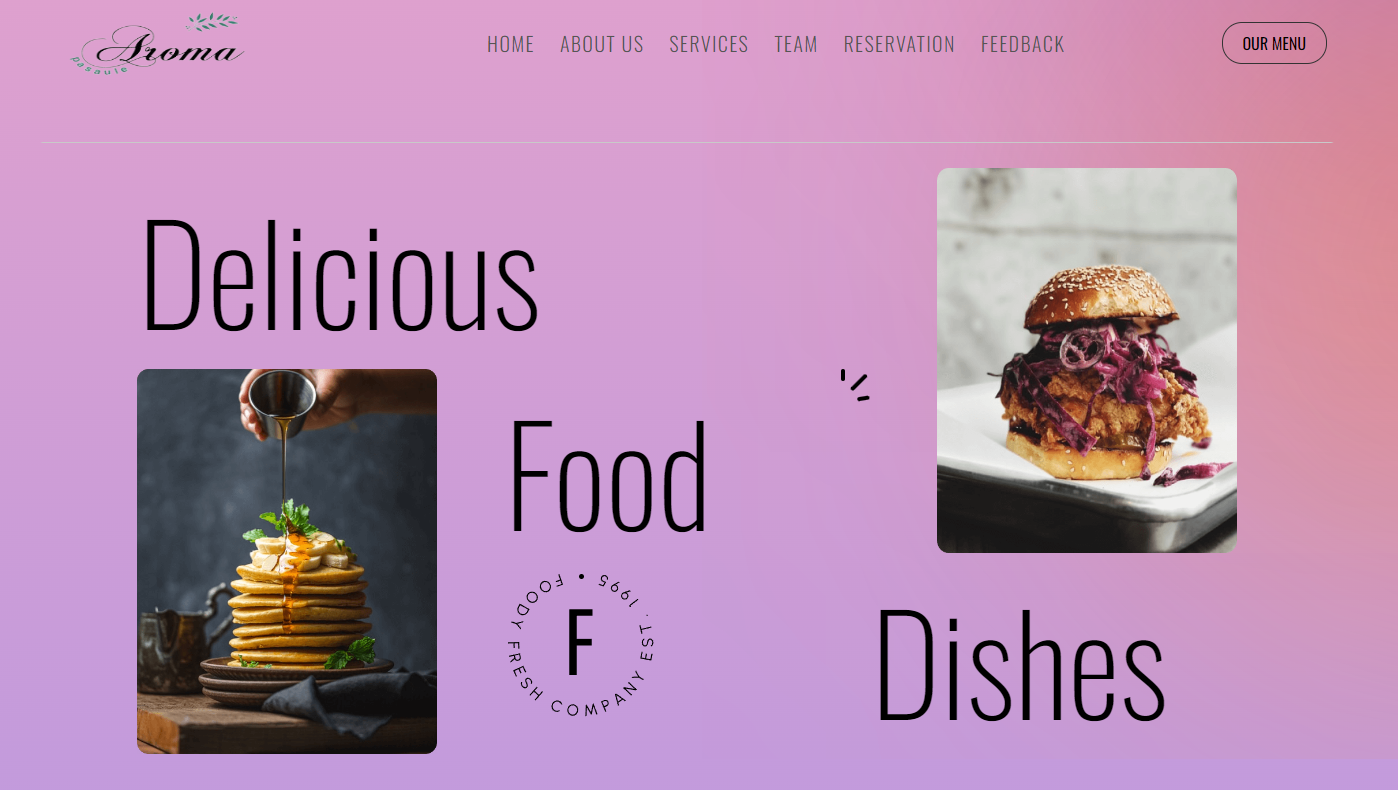 Aroma
pasaule
HOME ABOUT US SERVICES TEAM RESERVATION FEEDBACK
OUR MENU
Delicious
Food
F
FOODY FRESH COMPANY EST . 1995 •
Dishes